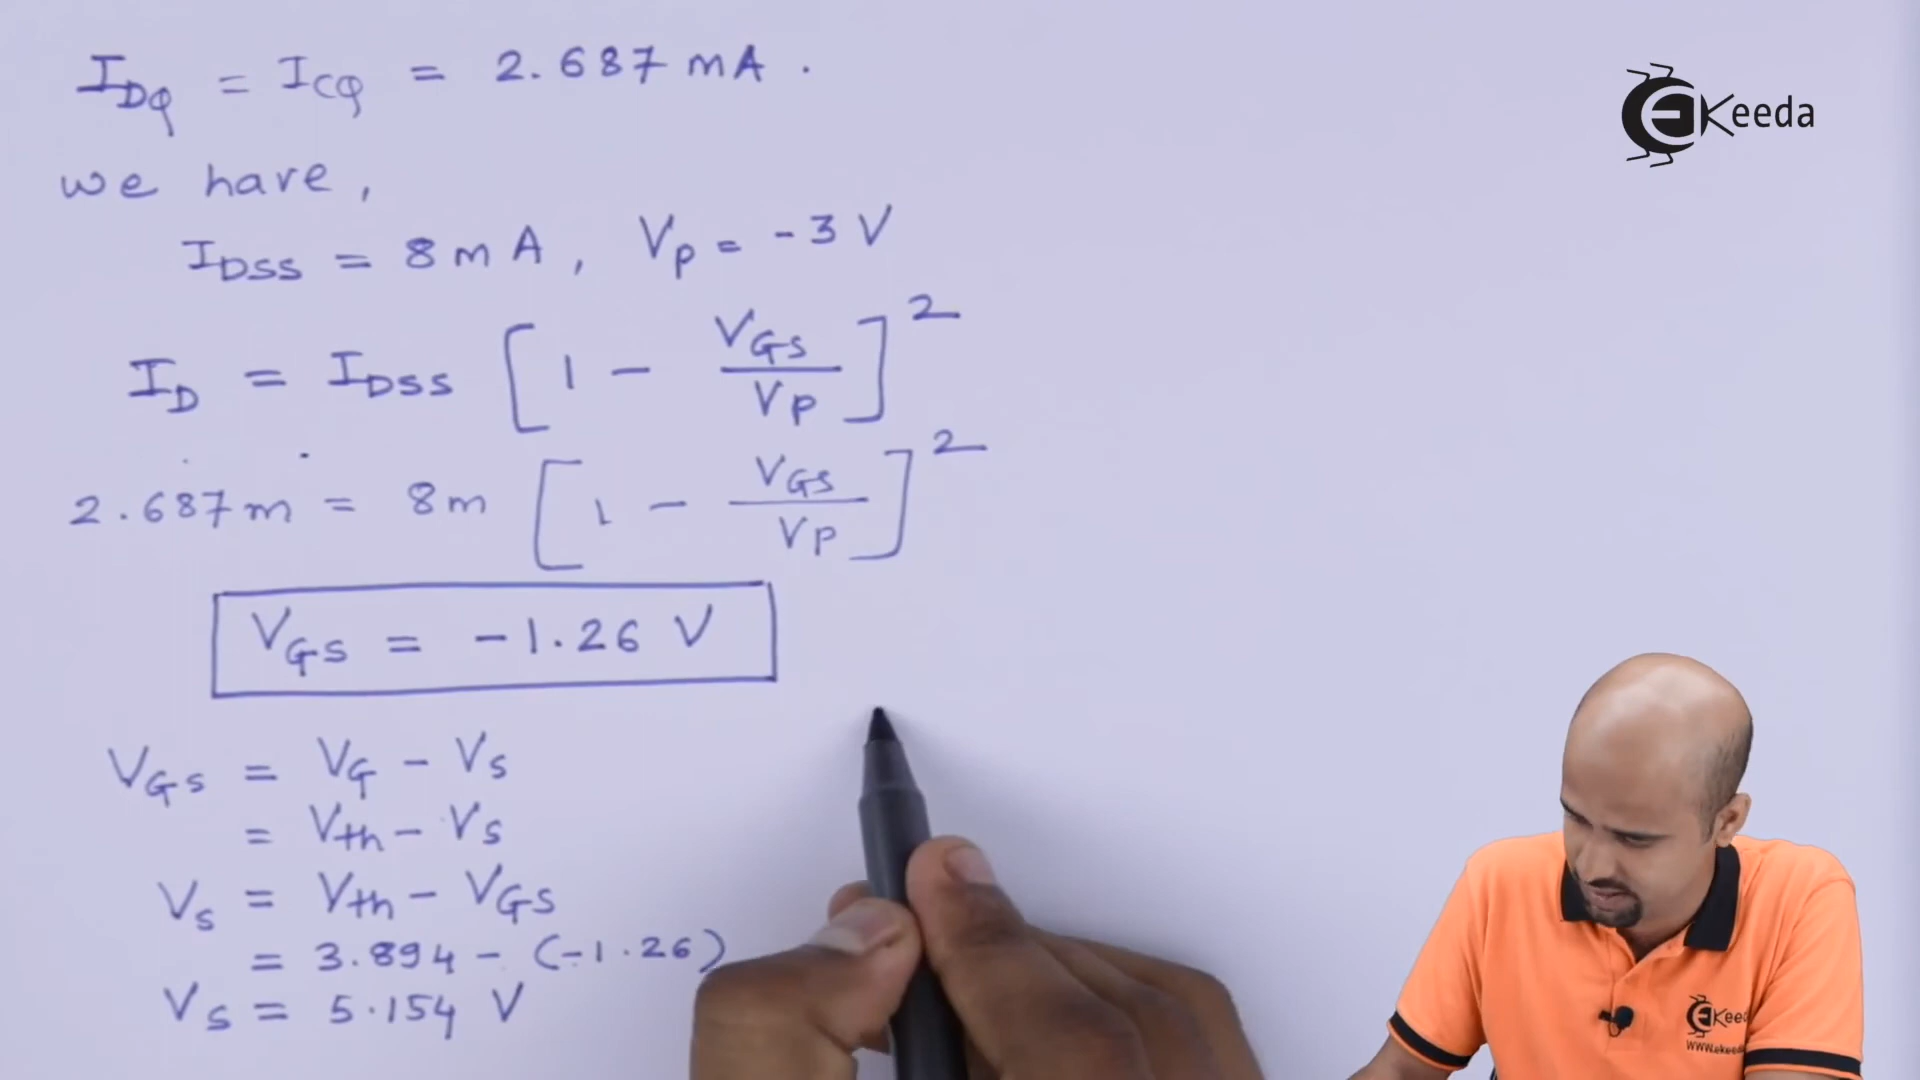 I_DQ = I_CQ = 2.687 mA.
we have,
I_DSS = 8 mA, V_P = -3 V
I_D = I_DSS [1 - V_GS/V_P]^2
2.687m = 8m [1 - V_GS/V_P]^2
V_GS = -1.26 V
V_GS = V_G - V_S
= V_th - V_S
V_S = V_th - V_GS
= 3.894 - (-1.26)
V_S = 5.154 V
EKeeda